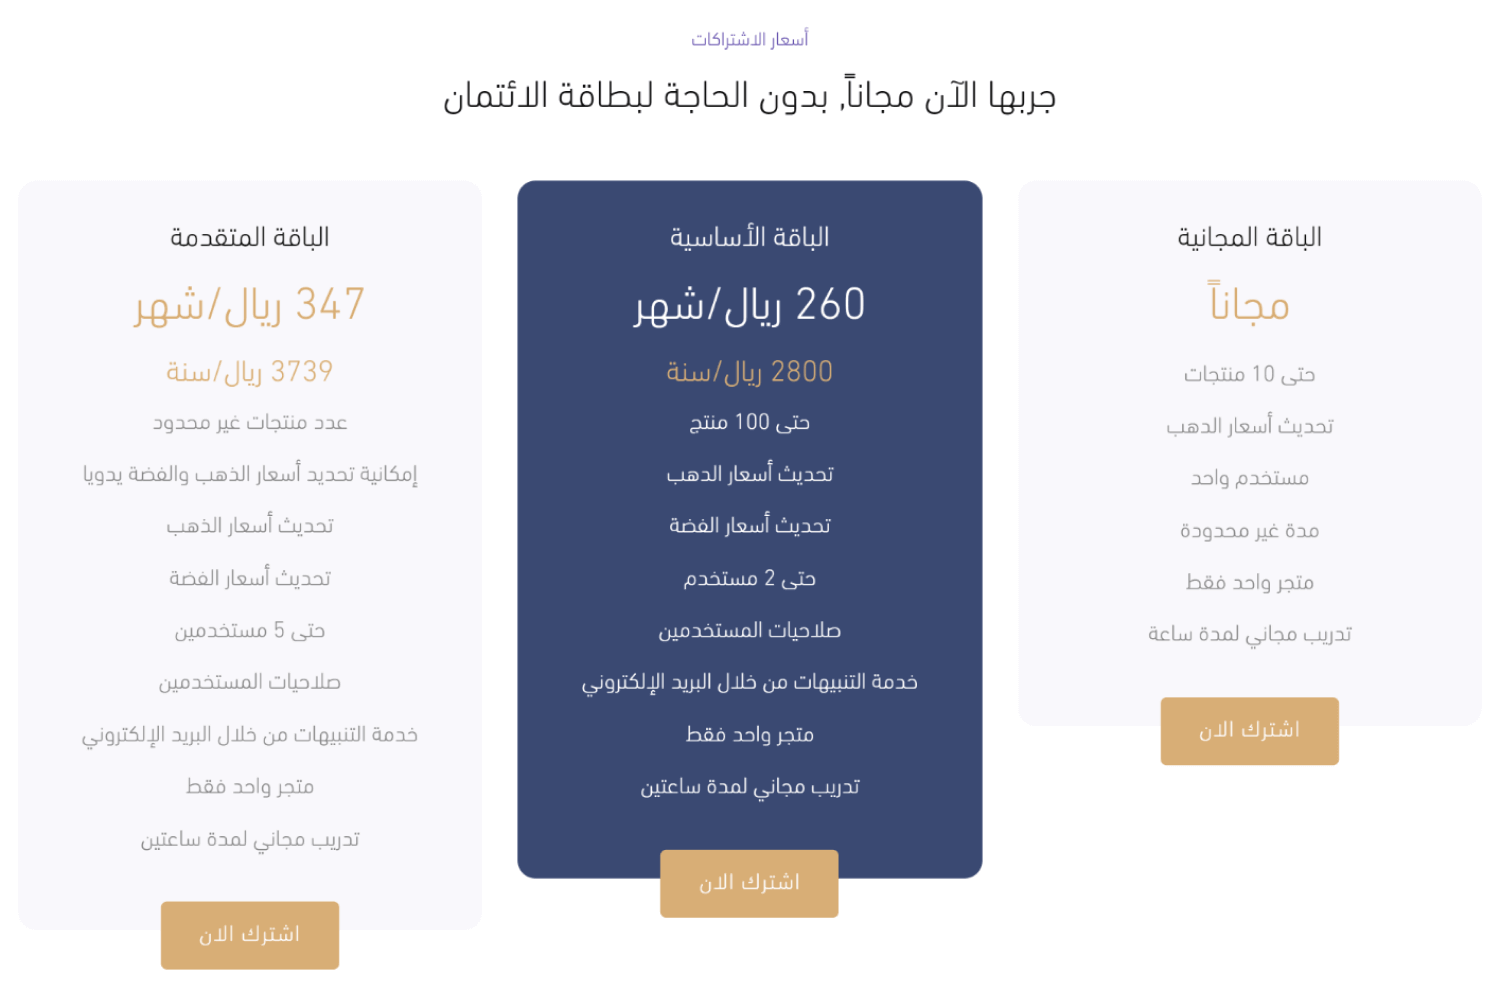 أسعار الاشتراكات
جربها الآن مجاناً, بدون الحاجة لبطاقة الائتمان
الباقة المجانية
مجاناً
حتى 10 منتجات
تحديث أسعار الدهب
مستخدم واحد
مدة غير محدودة
متجر واحد فقط
تدريب مجاني لمدة ساعة
اشترك الان
الباقة الأساسية
260 ريال/شهر
2800 ريال/سنة
حتى 100 منتج
تحديث أسعار الدهب
تحديث أسعار الفضة
حتى 2 مستخدم
صلاحيات المستخدمين
خدمة التنبيهات من خلال البريد الإلكتروني
متجر واحد فقط
تدريب مجاني لمدة ساعتين
اشترك الان
الباقة المتقدمة
347 ريال/شهر
3739 ريال/سنة
عدد منتجات غير محدود
إمكانية تحديد أسعار الذهب والفضة يدويا
تحديث أسعار الذهب
تحديث أسعار الفضة
حتى 5 مستخدمين
صلاحيات المستخدمين
خدمة التنبيهات من خلال البريد الإلكتروني
متجر واحد فقط
تدريب مجاني لمدة ساعتين
اشترك الان